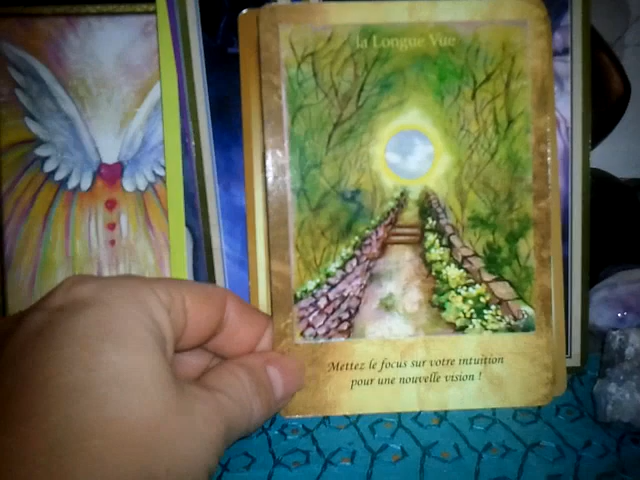 la Longue Vue
Mettez le focus sur votre intuition
pour une nouvelle vision !